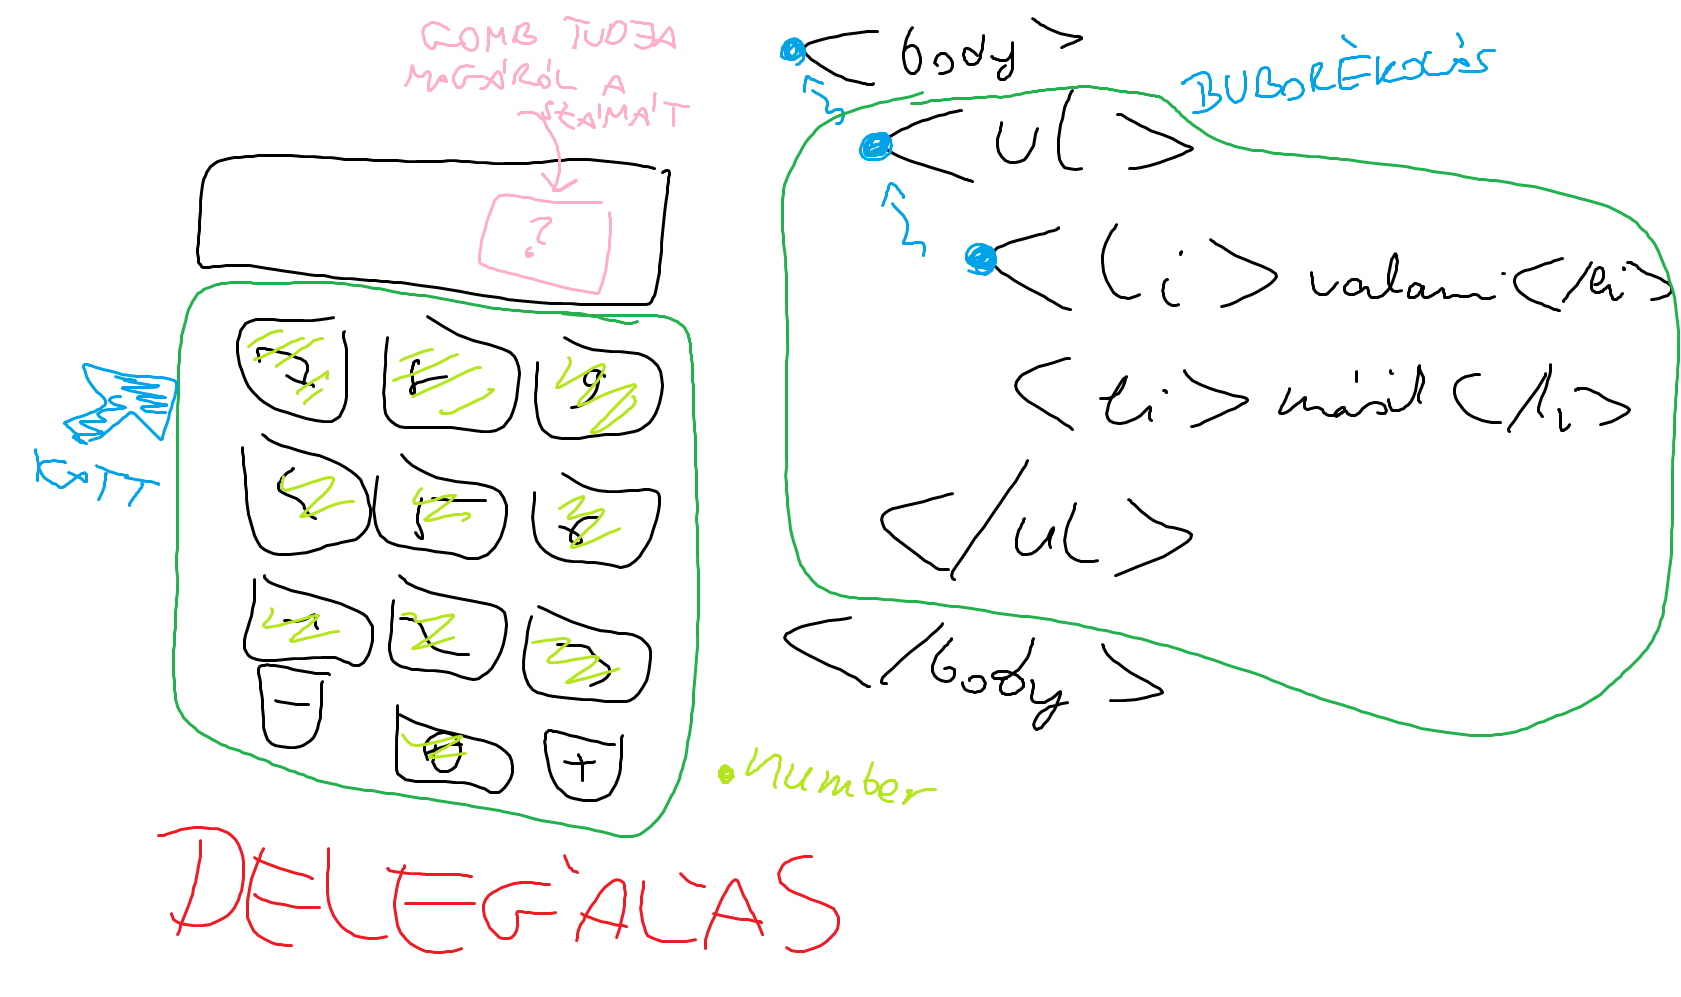 GOMB TUDJA
MAGÁRÓL A
SZÁMÁT
?
KATT
7 8 9
4 5 6
1 2 3
- 0 +
.number
DELEGÁLÁS
BUBORÉKOLÁS
<body>
<ul>
<li> valami </li>
<li> másik </li>
</ul>
</body>